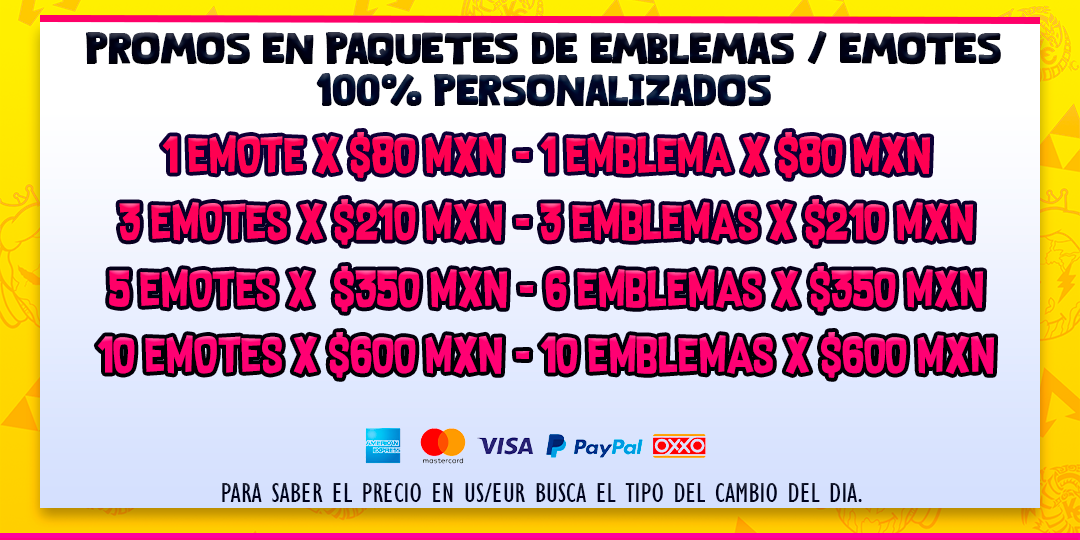 PROMOS EN PAQUETES DE EMBLEMAS / EMOTES
100% PERSONALIZADOS
1 EMOTE X $80 MXN - 1 EMBLEMA X $80 MXN
3 EMOTES X $210 MXN - 3 EMBLEMAS X $210 MXN
5 EMOTES X $350 MXN - 6 EMBLEMAS X $350 MXN
10 EMOTES X $600 MXN - 10 EMBLEMAS X $600 MXN
AMERICAN EXPRESS mastercard VISA PayPal OXXO
PARA SABER EL PRECIO EN US/EUR BUSCA EL TIPO DEL CAMBIO DEL DIA.